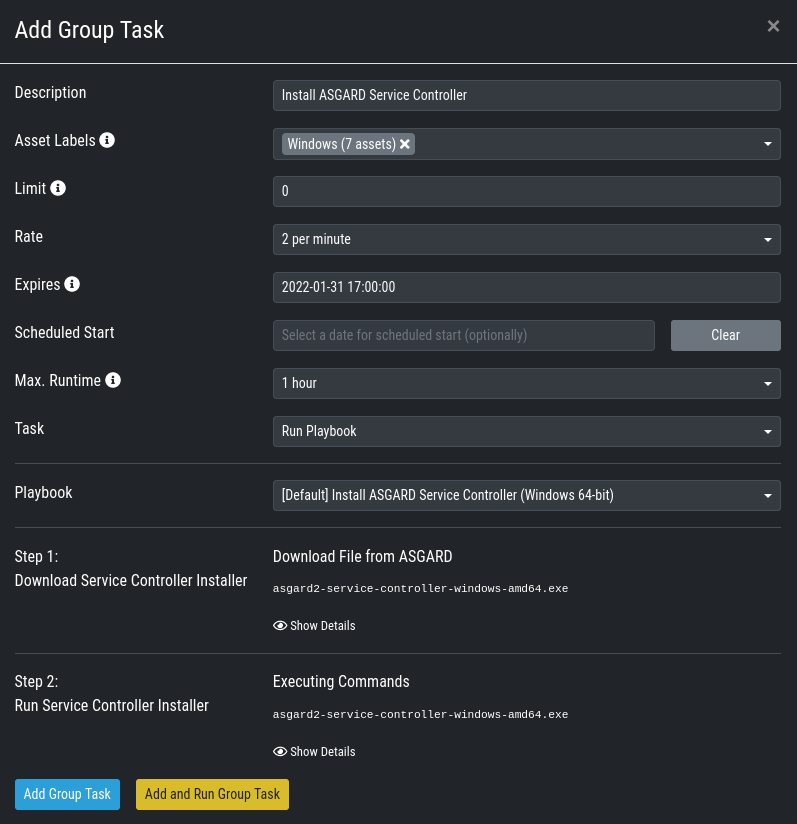 Add Group Task
Description
Install ASGARD Service Controller
Asset Labels
Windows (7 assets)
Limit
0
Rate
2 per minute
Expires
2022-01-31 17:00:00
Scheduled Start
Select a date for scheduled start (optionally)
Clear
Max. Runtime
1 hour
Task
Run Playbook
Playbook
[Default] Install ASGARD Service Controller (Windows 64-bit)
Step 1:
Download Service Controller Installer
Download File from ASGARD
asgard2-service-controller-windows-amd64.exe
Show Details
Step 2:
Run Service Controller Installer
Executing Commands
asgard2-service-controller-windows-amd64.exe
Show Details
Add Group Task
Add and Run Group Task